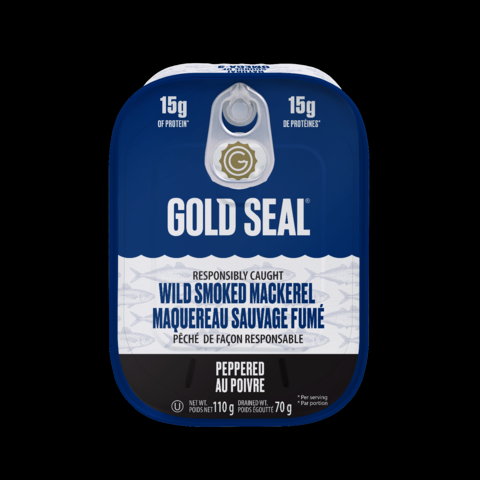 15g
OF PROTEIN*
15g
DE PROTÉINES*
G
GOLD SEAL®
RESPONSIBLY CAUGHT
WILD SMOKED MACKEREL
MAQUEREAU SAUVAGE FUMÉ
PÊCHÉ DE FAÇON RESPONSABLE
PEPPERED
AU POIVRE
U NET WT. POIDS NET 110 g DRAINED WT. POIDS ÉGOUTTÉ 70 g
* Per serving
* Par portion